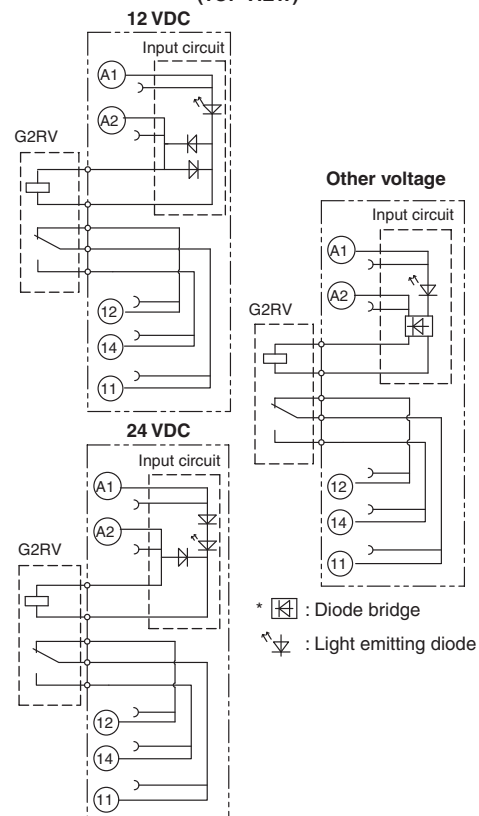 12 VDC
Input circuit
A1
A2
G2RV
12
14
11
24 VDC
Input circuit
A1
A2
G2RV
12
14
11
Other voltage
Input circuit
A1
A2
G2RV
12
14
11
* : Diode bridge
: Light emitting diode